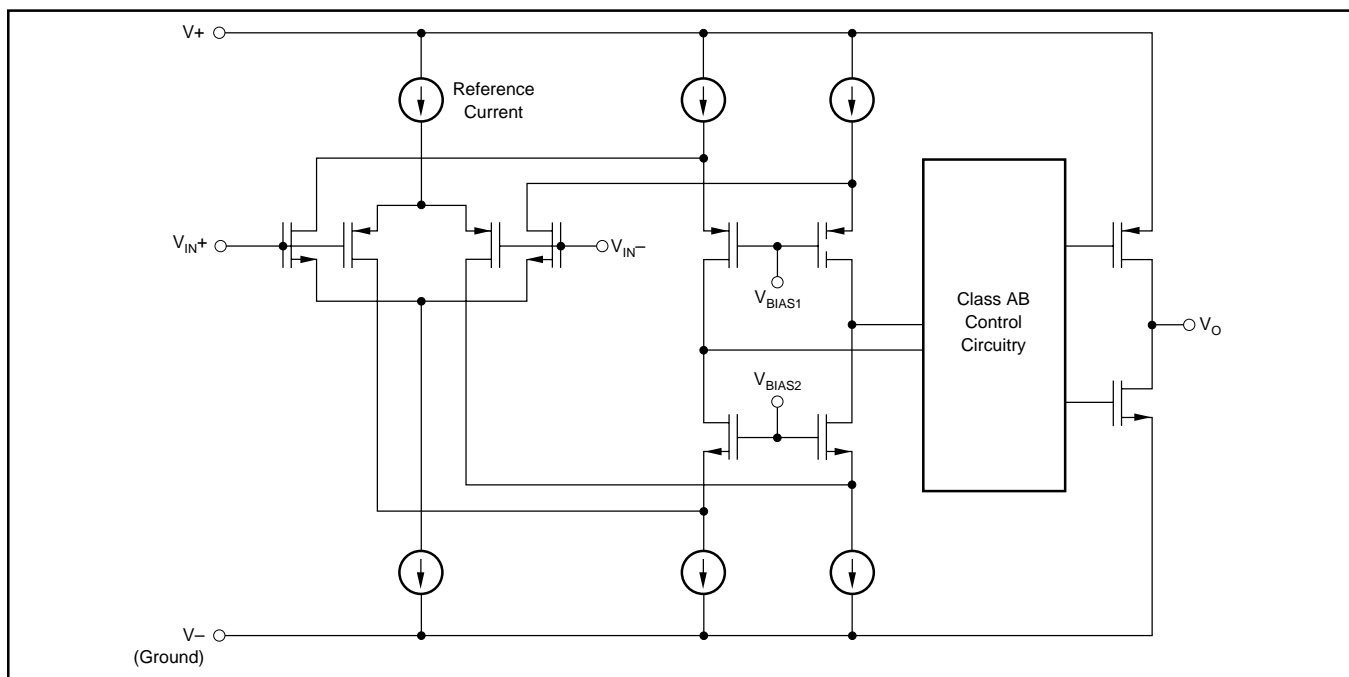 V+
Reference
Current
VIN+
VIN–
VBIAS1
Class AB
Control
Circuitry
VO
VBIAS2
V–
(Ground)